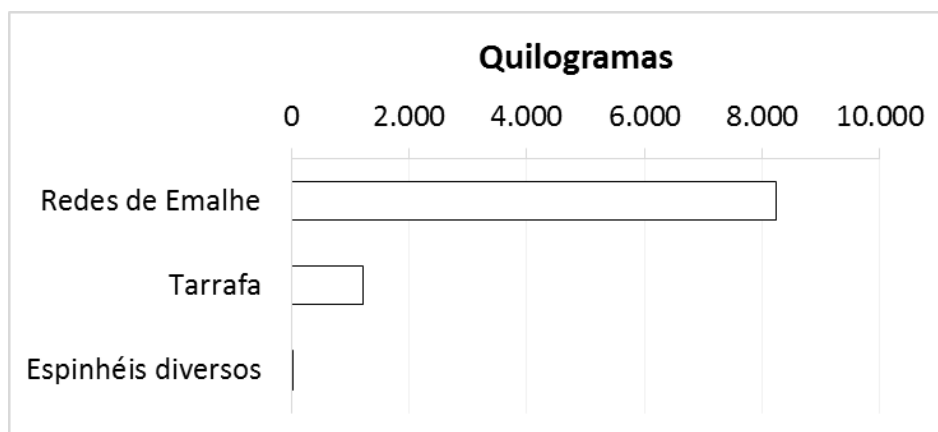 Quilogramas
0 2.000 4.000 6.000 8.000 10.000
Redes de Emalhe
Tarrafa
Espinhéis diversos